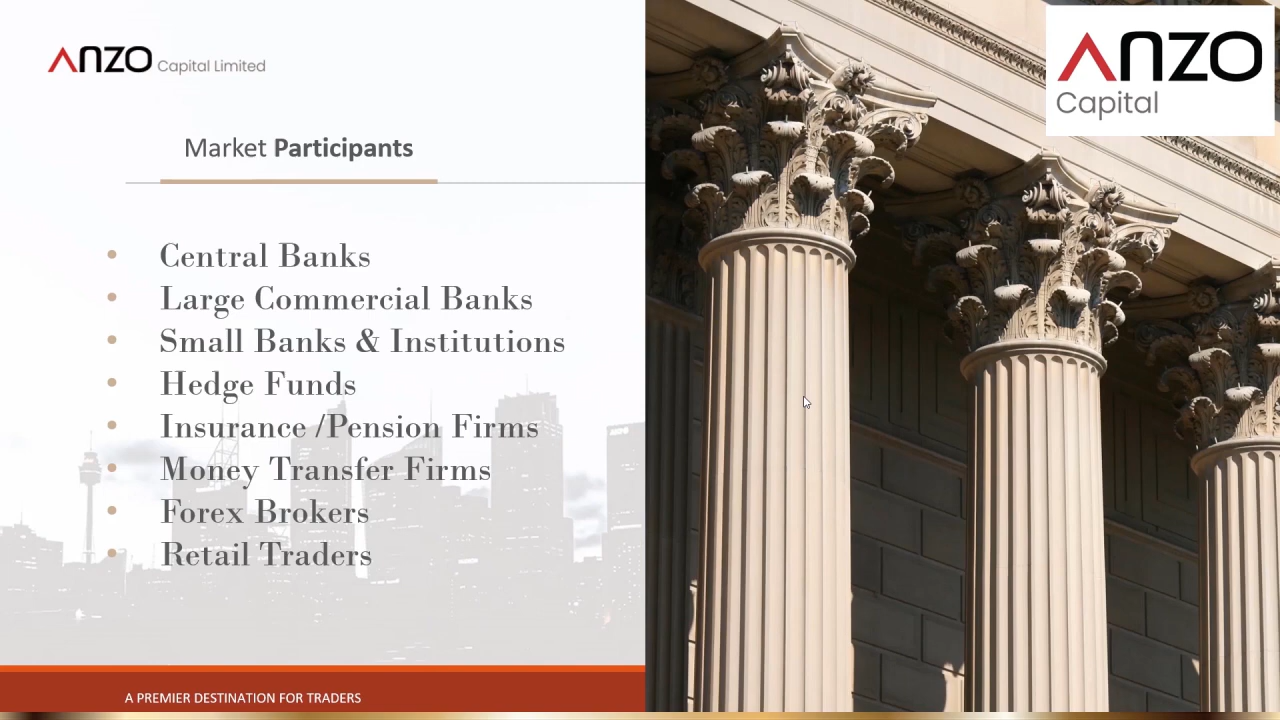 ANZO Capital Limited
ANZO
Capital
Market Participants
• Central Banks
• Large Commercial Banks
• Small Banks & Institutions
• Hedge Funds
• Insurance /Pension Firms
• Money Transfer Firms
• Forex Brokers
• Retail Traders
A PREMIER DESTINATION FOR TRADERS